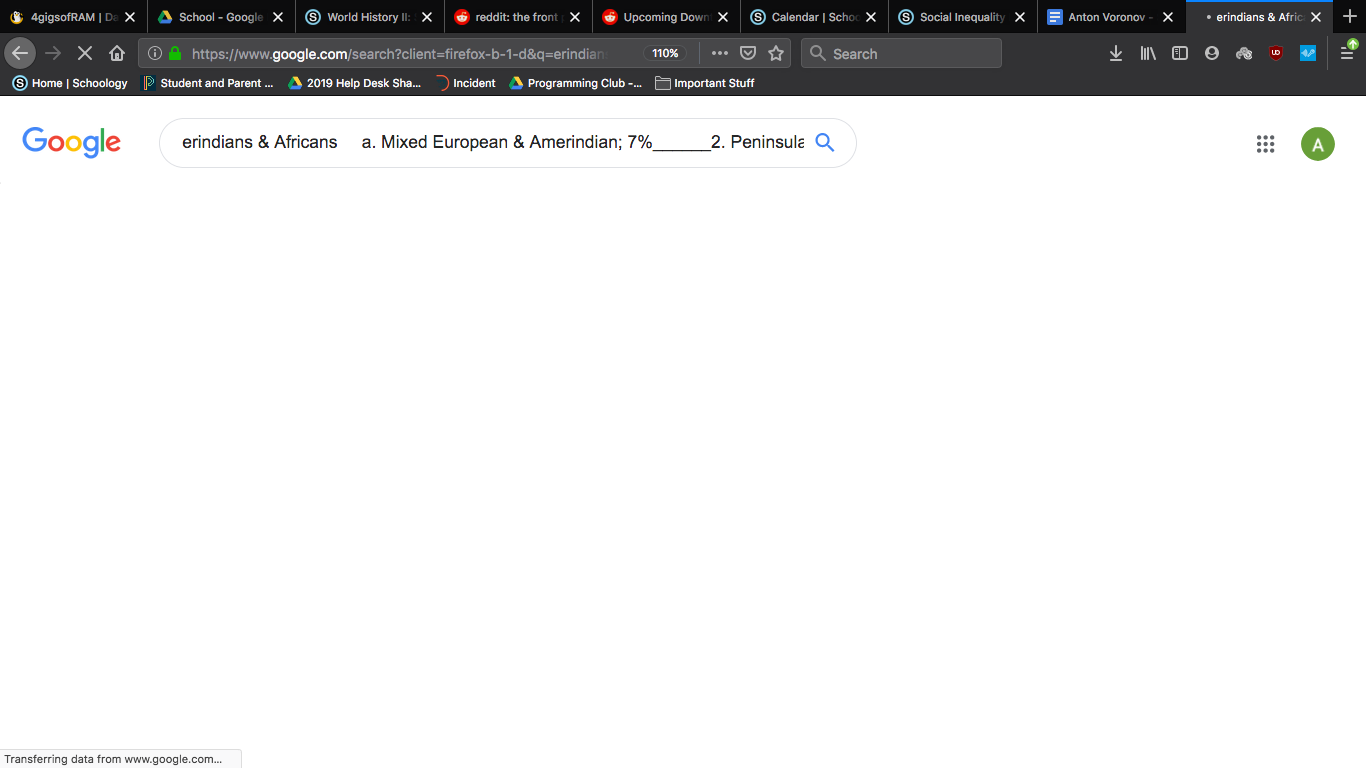 4gigsofRAM | Da
School - Google
World History II:
reddit: the front
Upcoming Down
Calendar | Schoo
Social Inequality
Anton Voronov -
erindians & Afric
https://www.google.com/search?client=firefox-b-1-d&q=erindians
110%
Search
Home | Schoology
Student and Parent ...
2019 Help Desk Sha...
Incident
Programming Club -...
Important Stuff
Google
erindians & Africans a. Mixed European & Amerindian; 7%______2. Peninsula
A
Transferring data from www.google.com...